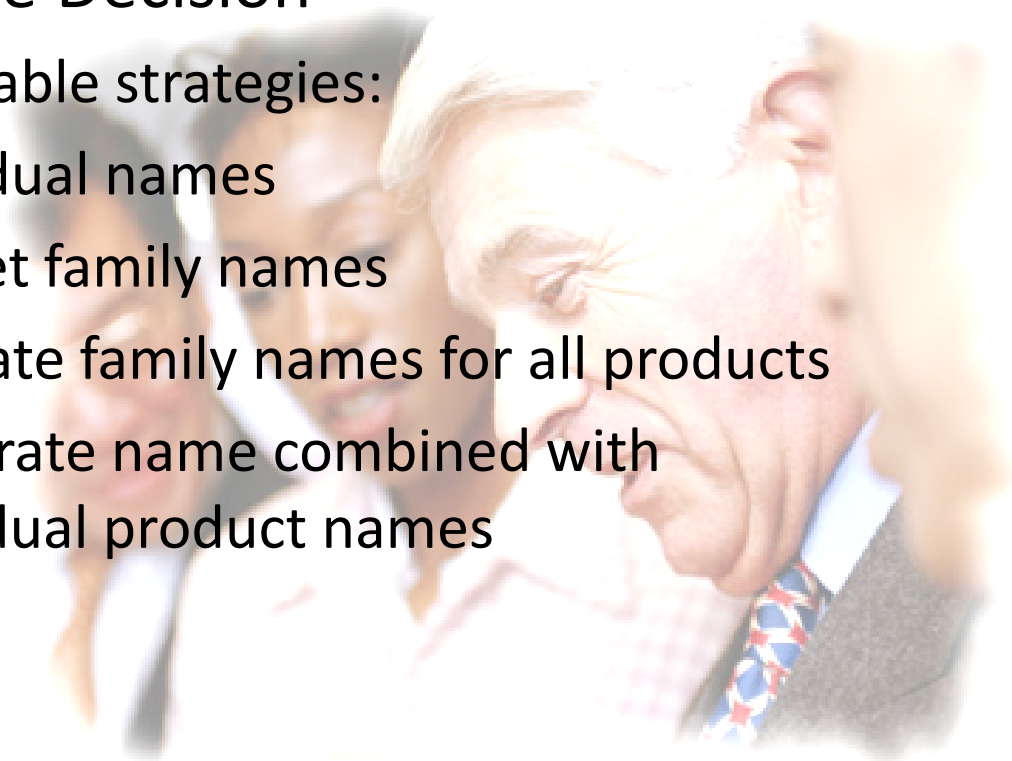 e Decision
able strategies:
dual names
et family names
ate family names for all products
rate name combined with
dual product names